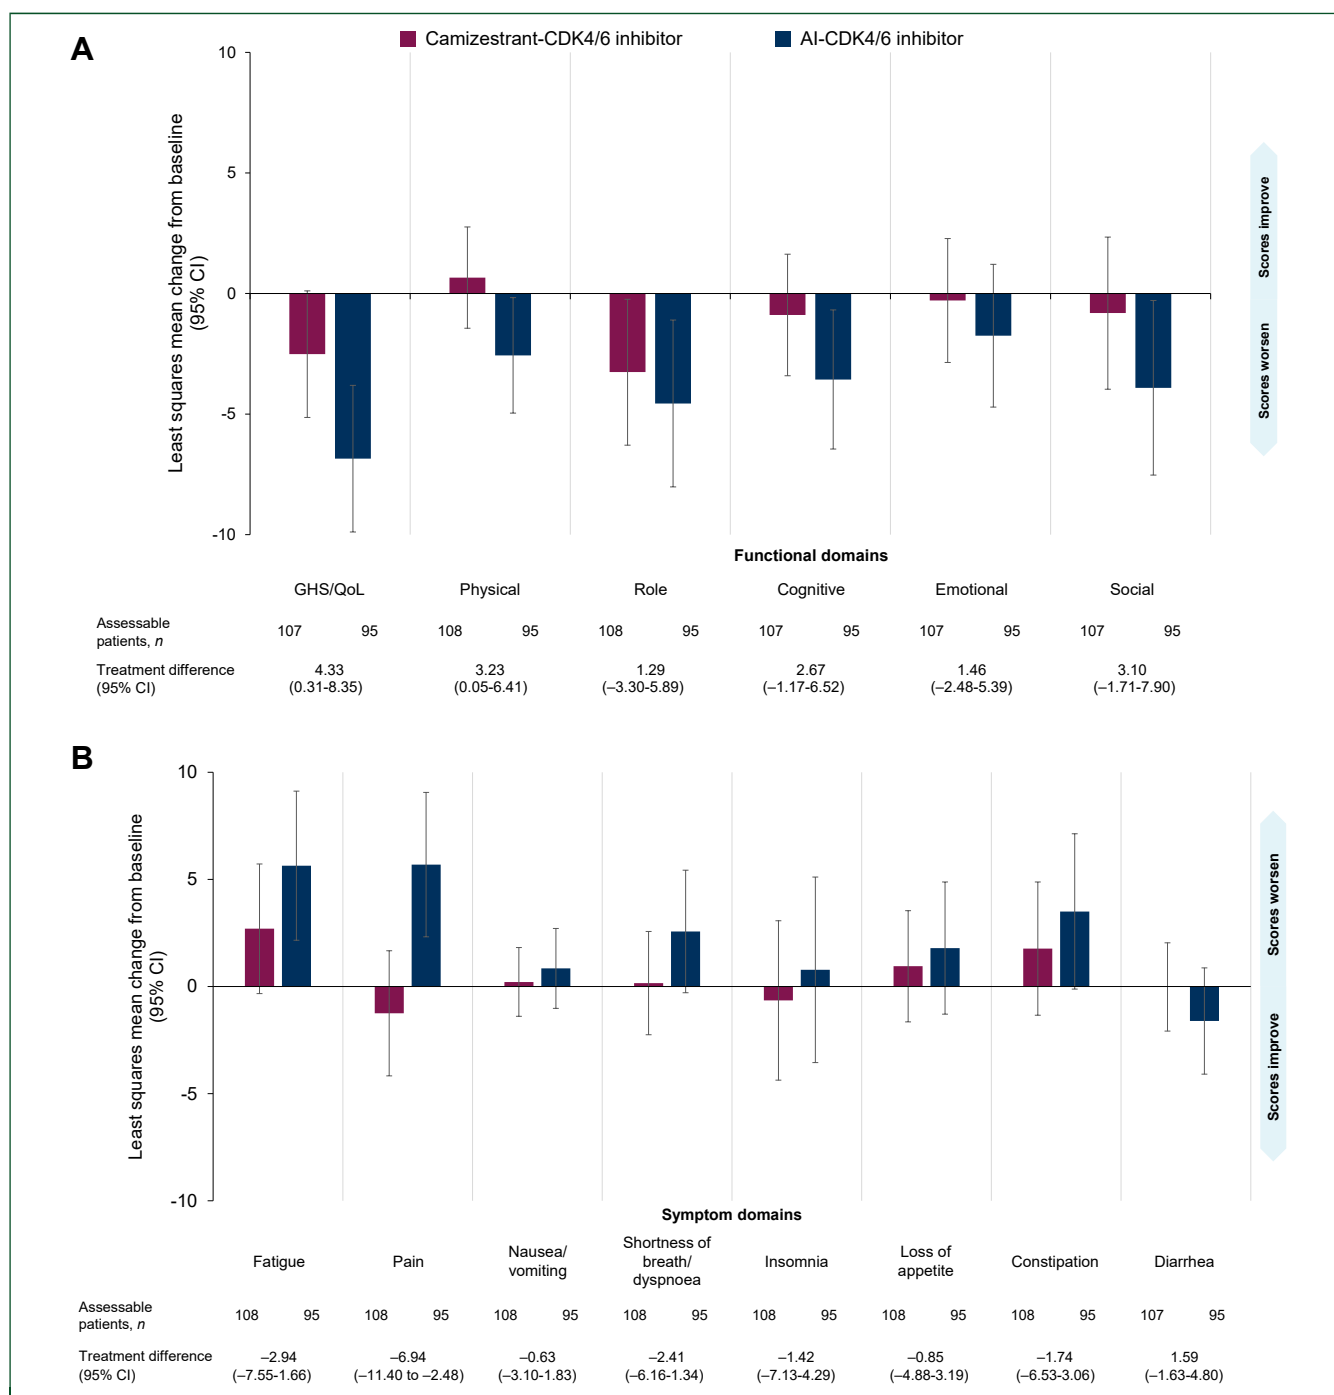 A
Camizestrant-CDK4/6 inhibitor
AI-CDK4/6 inhibitor
Least squares mean change from baseline
(95% CI)
10
5
0
-5
-10
Scores improve
Scores worsen
Functional domains
GHS/QoL Physical Role Cognitive Emotional Social
Assessable
patients, n
107 95 108 95 108 95 107 95 107 95 107 95
Treatment difference
(95% CI)
4.33 3.23 1.29 2.67 1.46 3.10
(0.31-8.35) (0.05-6.41) (–3.30-5.89) (–1.17-6.52) (–2.48-5.39) (–1.71-7.90)
B
Least squares mean change from baseline
(95% CI)
10
5
0
-5
-10
Scores worsen
Scores improve
Symptom domains
Fatigue
Pain
Nausea/
vomiting
Shortness of
breath/
dyspnoea
Insomnia
Loss of
appetite
Constipation
Diarrhea
Assessable
patients, n
108 95 108 95 108 95 108 95 108 95 108 95 108 95 107 95
Treatment difference
(95% CI)
–2.94 –6.94 –0.63 –2.41 –1.42 –0.85 –1.74 1.59
(–7.55-1.66) (–11.40 to –2.48) (–3.10-1.83) (–6.16-1.34) (–7.13-4.29) (–4.88-3.19) (–6.53-3.06) (–1.63-4.80)